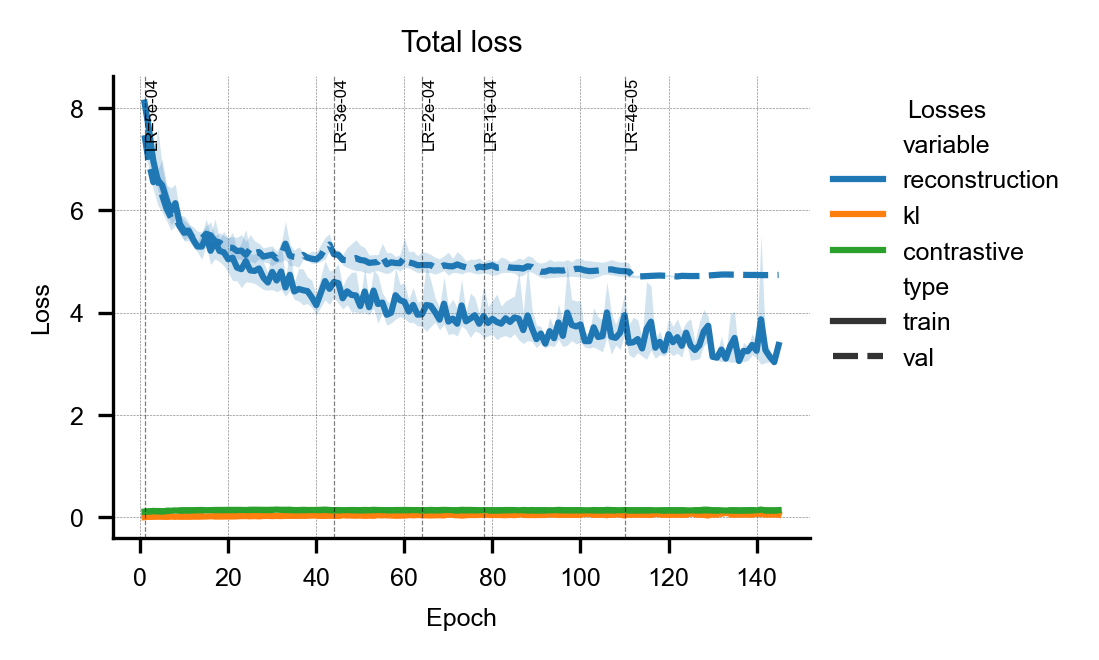 Total loss
LR=5e-04
LR=3e-04
LR=2e-04
LR=1e-04
LR=4e-05
8
6
4
2
0
Loss
0 20 40 60 80 100 120 140
Epoch
Losses
variable
reconstruction
kl
contrastive
type
train
val